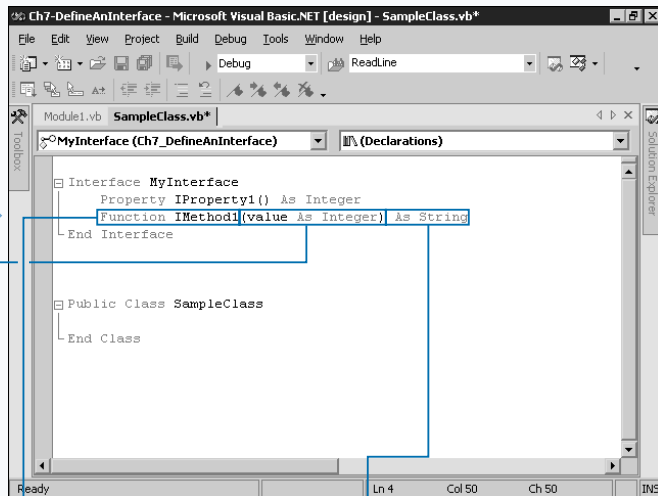 Ch7-DefineAnInterface - Microsoft Visual Basic.NET [design] - SampleClass.vb*
File Edit View Project Build Debug Tools Window Help
Debug ReadLine
Module1.vb SampleClass.vb*
MyInterface (Ch7_DefineAnInterface) (Declarations)
Toolbox
Solution Explorer
Interface MyInterface
Property IProperty1() As Integer
Function IMethod1(value As Integer) As String
End Interface
Public Class SampleClass
End Class
Ready Ln 4 Col 50 Ch 50 INS